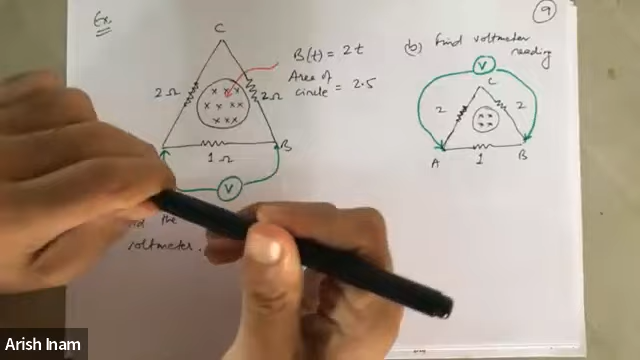 Ex.
9
C
B(t) = 2t
Area of
circle = 2.5
2 Ω
2 Ω
x x x
x x x x
x x x
1 Ω
B
V
the
voltmeter.
(b) find voltmeter
reading
V
C
2
2
x x
x x
A
1
B
Arish Inam